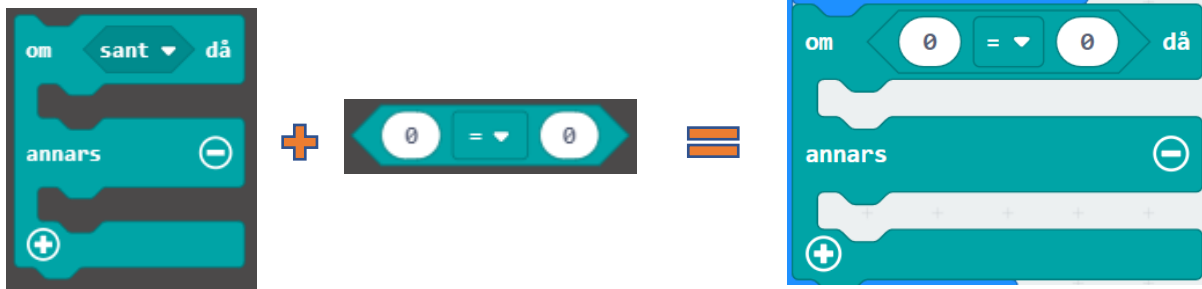 om sant då
annars
0 = 0
om 0 = 0 då
annars